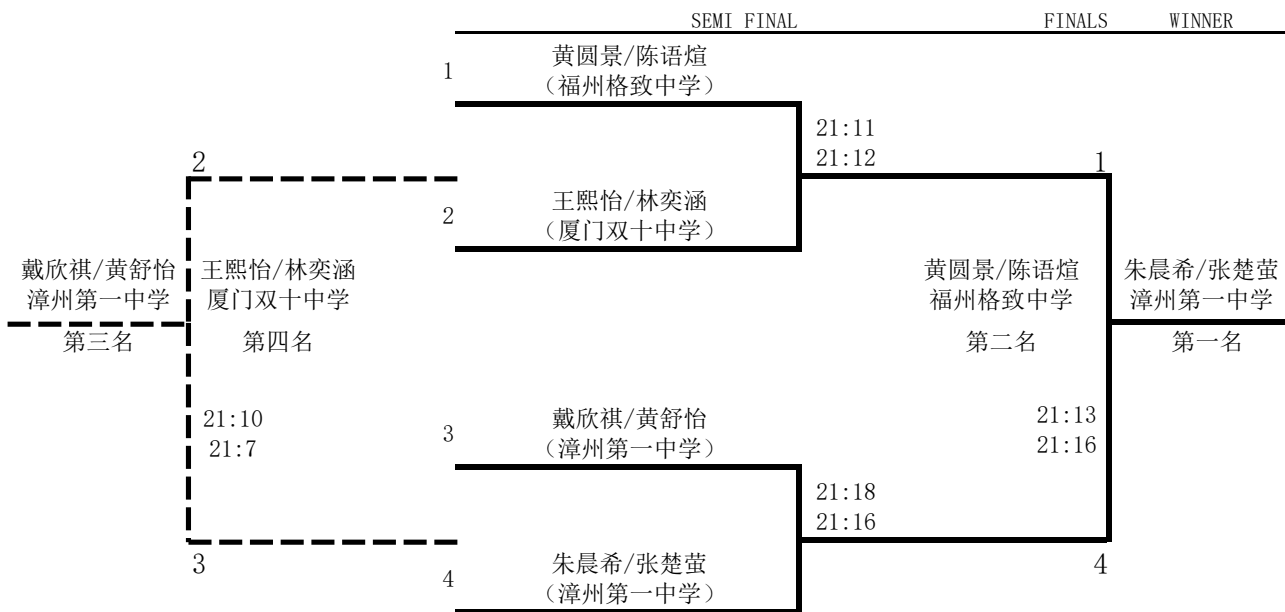 SEMI FINAL
FINALS
WINNER
1
黄圆景/陈语煊
(福州格致中学)
21:11
21:12
2
1
2
王熙怡/林奕涵
(厦门双十中学)
戴欣祺/黄舒怡
漳州第一中学
第三名
王熙怡/林奕涵
厦门双十中学
第四名
黄圆景/陈语煊
福州格致中学
第二名
朱晨希/张楚萤
漳州第一中学
第一名
21:10
21:7
3
戴欣祺/黄舒怡
(漳州第一中学)
21:13
21:16
21:18
21:16
3
4
朱晨希/张楚萤
(漳州第一中学)
4